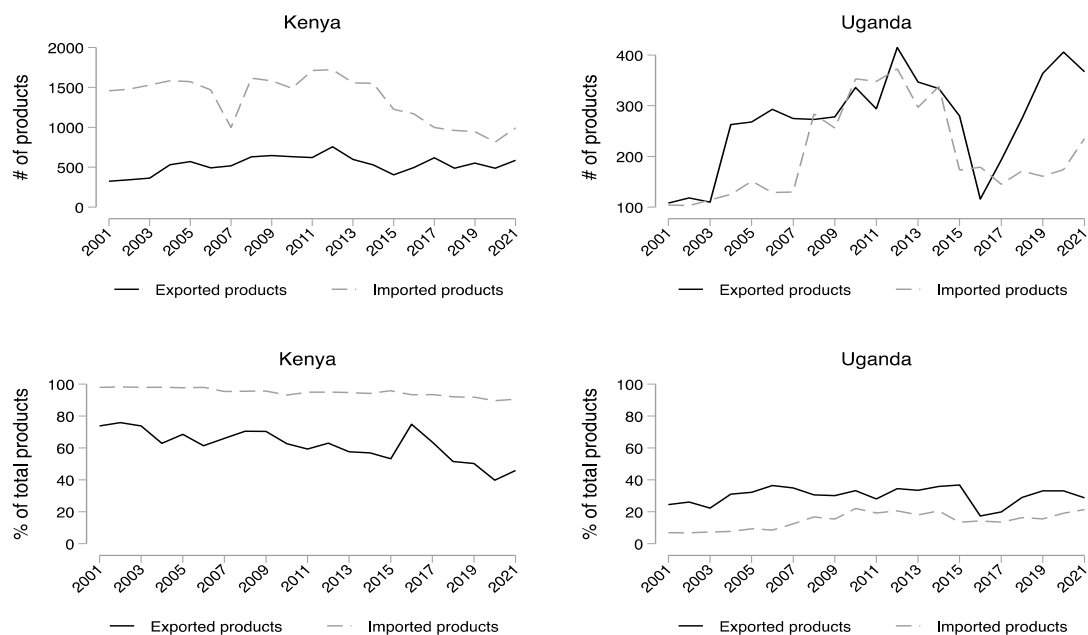 Kenya
# of products
2000
1500
1000
500
0
2001 2003 2005 2007 2009 2011 2013 2015 2017 2019 2021
Exported products Imported products
Uganda
# of products
400
300
200
100
2001 2003 2005 2007 2009 2011 2013 2015 2017 2019 2021
Exported products Imported products
Kenya
% of total products
100
80
60
40
20
0
2001 2003 2005 2007 2009 2011 2013 2015 2017 2019 2021
Exported products Imported products
Uganda
% of total products
100
80
60
40
20
0
2001 2003 2005 2007 2009 2011 2013 2015 2017 2019 2021
Exported products Imported products